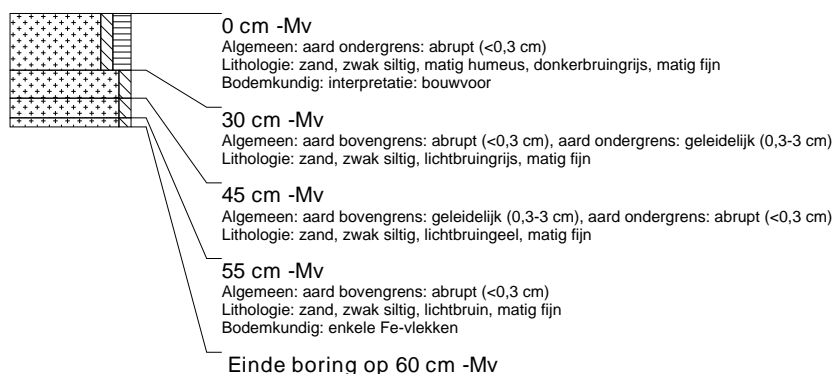 0 cm -Mv
Algemeen: aard ondergrens: abrupt (<0,3 cm)
Lithologie: zand, zwak siltig, matig humeus, donkerbruingrijs, matig fijn
Bodemkundig: interpretatie: bouwvoor
30 cm -Mv
Algemeen: aard bovengrens: abrupt (<0,3 cm), aard ondergrens: geleidelijk (0,3-3 cm)
Lithologie: zand, zwak siltig, lichtbruingrijs, matig fijn
45 cm -Mv
Algemeen: aard bovengrens: geleidelijk (0,3-3 cm), aard ondergrens: abrupt (<0,3 cm)
Lithologie: zand, zwak siltig, lichtbruingeel, matig fijn
55 cm -Mv
Algemeen: aard bovengrens: abrupt (<0,3 cm)
Lithologie: zand, zwak siltig, lichtbruin, matig fijn
Bodemkundig: enkele Fe-vlekken
Einde boring op 60 cm -Mv